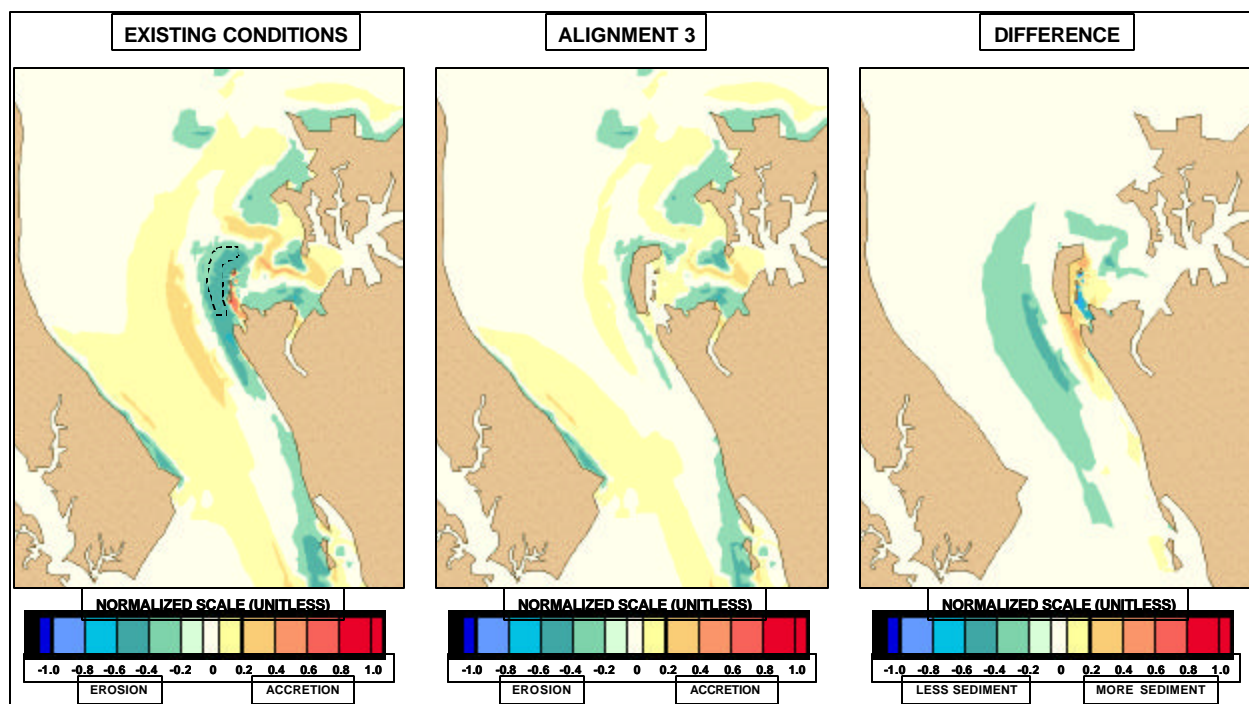 EXISTING CONDITIONS
ALIGNMENT 3
DIFFERENCE
NORMALIZED SCALE (UNITLESS)
NORMALIZED SCALE (UNITLESS)
NORMALIZED SCALE (UNITLESS)
-1.0 -0.8 -0.6 -0.4 -0.2 0 0.2 0.4 0.6 0.8 1.0
-1.0 -0.8 -0.6 -0.4 -0.2 0 0.2 0.4 0.6 0.8 1.0
-1.0 -0.8 -0.6 -0.4 -0.2 0 0.2 0.4 0.6 0.8 1.0
EROSION
ACCRETION
EROSION
ACCRETION
LESS SEDIMENT
MORE SEDIMENT